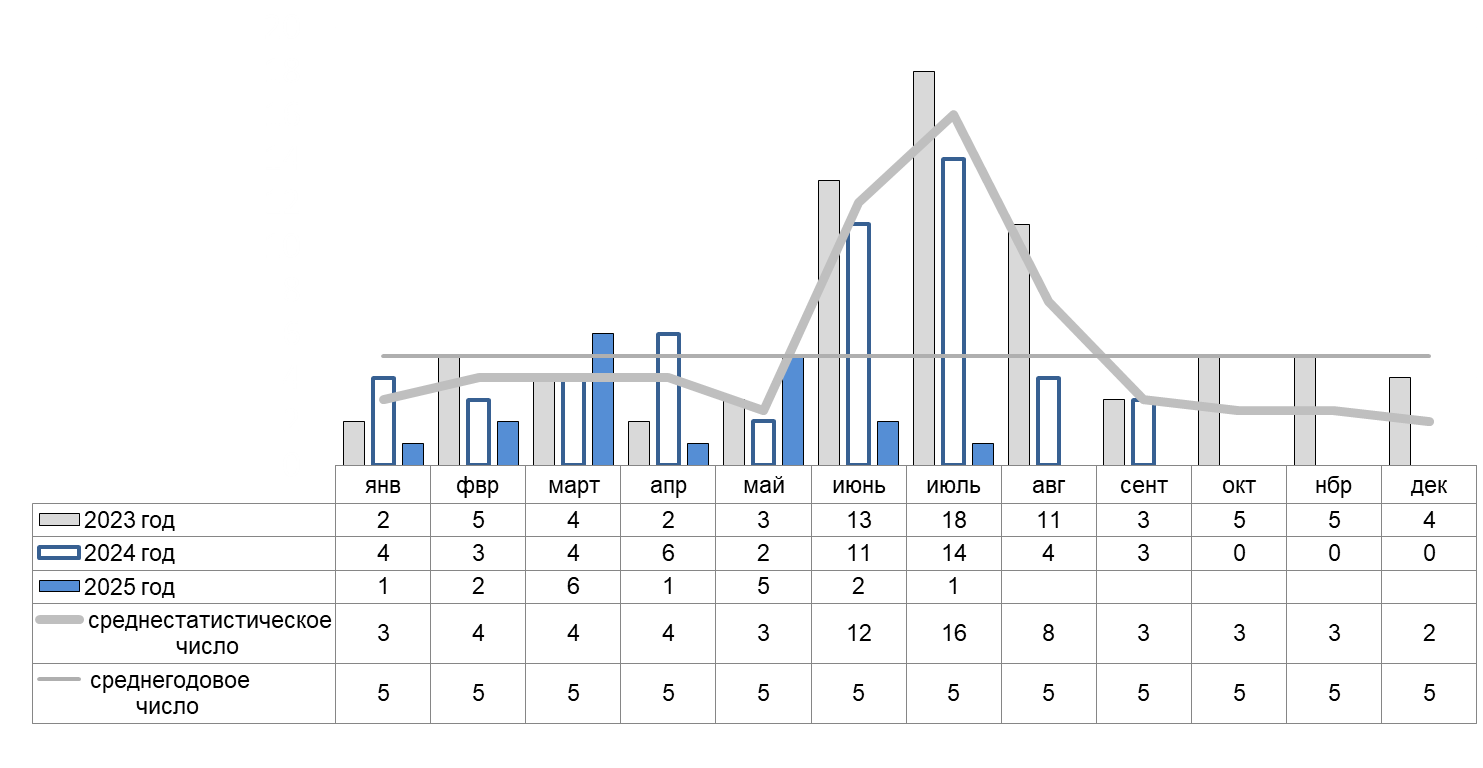 янв фвр март апр май июнь июль авг сент окт нбр дек
2023 год 2 5 4 2 3 13 18 11 3 5 5 4
2024 год 4 3 4 6 2 11 14 4 3 0 0 0
2025 год 1 2 6 1 5 2 1
среднестатистическое
число 3 4 4 4 3 12 16 8 3 3 3 2
среднегодовое
число 5 5 5 5 5 5 5 5 5 5 5 5